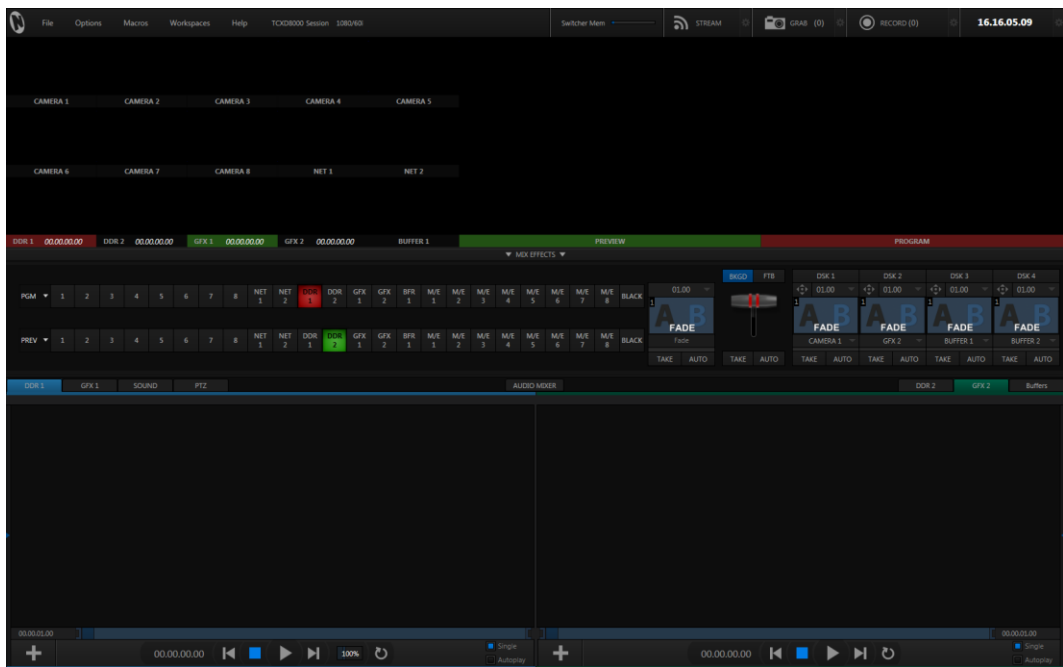 File Options Macros Workspaces Help TCXD8000 Session 1080/60i Switcher Mem STREAM GRAB (0) RECORD (0) 16.16.05.09
CAMERA 1 CAMERA 2 CAMERA 3 CAMERA 4 CAMERA 5
CAMERA 6 CAMERA 7 CAMERA 8 NET 1 NET 2
DDR 1 00.00.00.00 DDR 2 00.00.00.00 GFX 1 00.00.00.00 GFX 2 00.00.00.00 BUFFER 1 PREVIEW PROGRAM
MIX EFFECTS
BKGD FTB DSK 1 DSK 2 DSK 3 DSK 4
PGM 1 2 3 4 5 6 7 8 NET 1 NET 2 DDR 1 DDR 2 GFX 1 GFX 2 BFR 1 M/E 1 M/E 2 M/E 3 M/E 4 M/E 5 M/E 6 M/E 7 M/E 8 BLACK 01.00 01.00 01.00 01.00 01.00
1 AB FADE 1 AB FADE 1 AB FADE 1 AB FADE 1 AB FADE
PREV 1 2 3 4 5 6 7 8 NET 1 NET 2 DDR 1 DDR 2 GFX 1 GFX 2 BFR 1 M/E 1 M/E 2 M/E 3 M/E 4 M/E 5 M/E 6 M/E 7 M/E 8 BLACK Fade CAMERA 1 GFX 2 BUFFER 1 BUFFER 2
TAKE AUTO TAKE AUTO TAKE AUTO TAKE AUTO TAKE AUTO TAKE AUTO
DDR 1 GFX 1 SOUND PTZ AUDIO MIXER DDR 2 GFX 2 Buffers
00.00.01.00 00.00.01.00
00.00.00.00 100% Single 00.00.00.00 Single
Autoplay Autoplay